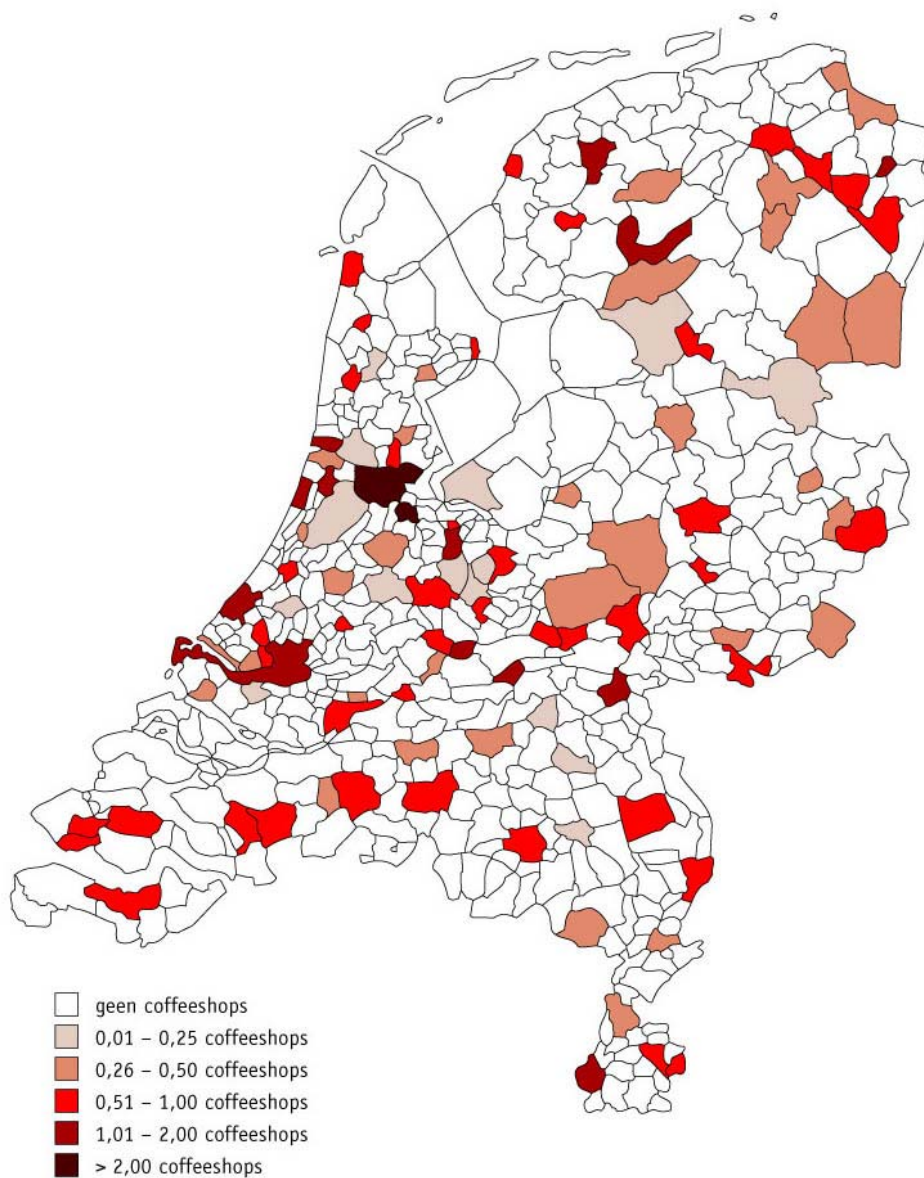 geen coffeeshops
0,01 – 0,25 coffeeshops
0,26 – 0,50 coffeeshops
0,51 – 1,00 coffeeshops
1,01 – 2,00 coffeeshops
> 2,00 coffeeshops